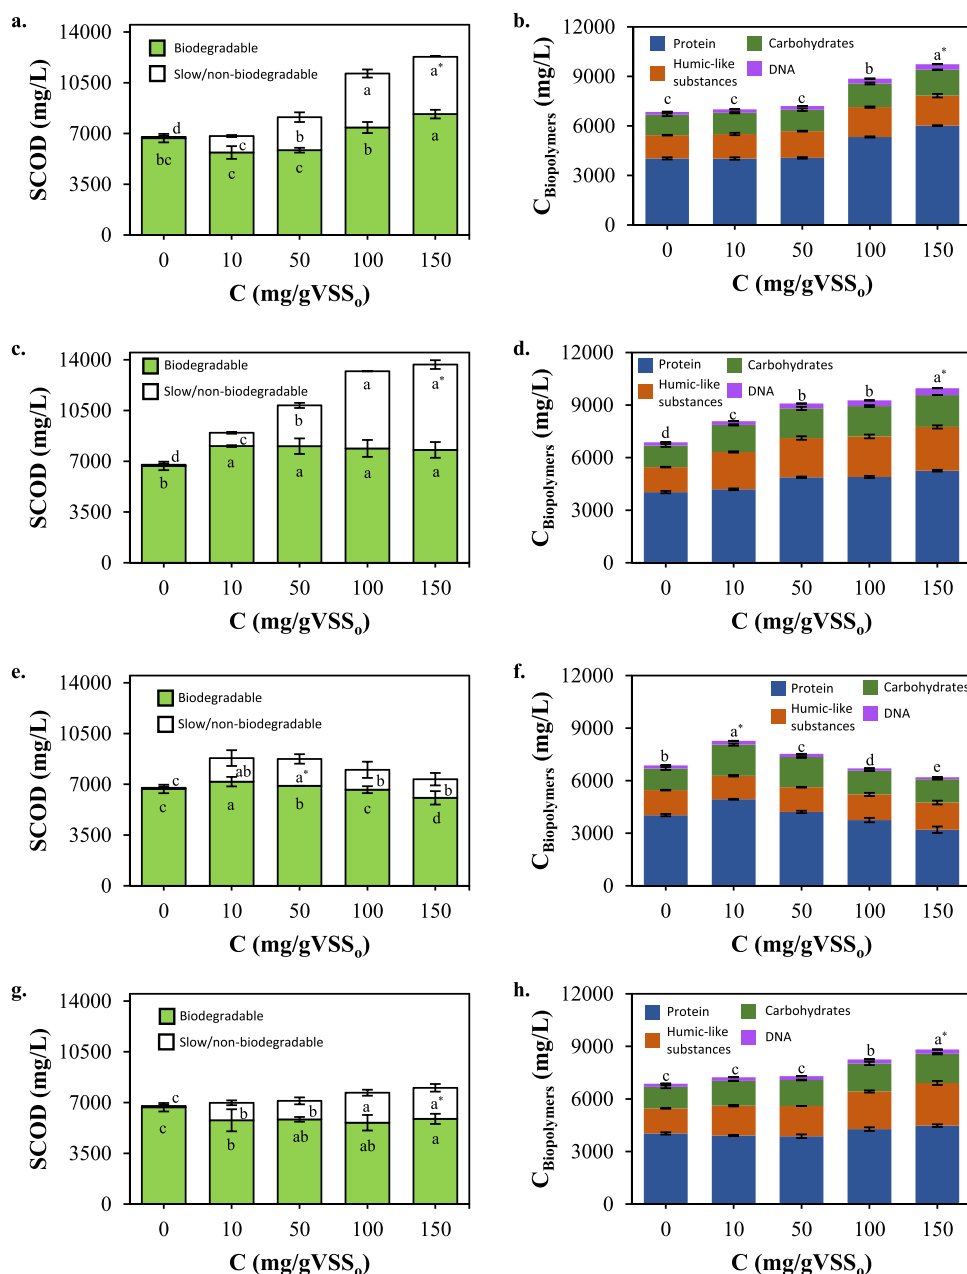 a.
SCOD (mg/L)
14000
10500
7000
3500
0
Biodegradable
Slow/non-biodegradable
d
bc
c
c
b
c
a
b
a*
a
0 10 50 100 150
C (mg/gVSSo)
b.
CBiopolymers (mg/L)
12000
9000
6000
3000
0
Protein
Carbohydrates
Humic-like
substances
DNA
c c c b a*
0 10 50 100 150
C (mg/gVSSo)
c.
SCOD (mg/L)
14000
10500
7000
3500
0
Biodegradable
Slow/non-biodegradable
d
b
c
a
b
a
a
a
a*
a
0 10 50 100 150
C (mg/gVSSo)
d.
CBiopolymers (mg/L)
12000
9000
6000
3000
0
Protein
Carbohydrates
Humic-like
substances
DNA
d c b b a*
0 10 50 100 150
C (mg/gVSSo)
e.
SCOD (mg/L)
14000
10500
7000
3500
0
Biodegradable
Slow/non-biodegradable
c
c
ab
a
a*
b
b
c
b
d
0 10 50 100 150
C (mg/gVSSo)
f.
CBiopolymers (mg/L)
12000
9000
6000
3000
0
Protein
Carbohydrates
Humic-like
substances
DNA
b a* c d e
0 10 50 100 150
C (mg/gVSSo)
g.
SCOD (mg/L)
14000
10500
7000
3500
0
Biodegradable
Slow/non-biodegradable
c
c
b
b
b
ab
a
ab
a*
a
0 10 50 100 150
C (mg/gVSSo)
h.
CBiopolymers (mg/L)
12000
9000
6000
3000
0
Protein
Carbohydrates
Humic-like
substances
DNA
c c c b a*
0 10 50 100 150
C (mg/gVSSo)